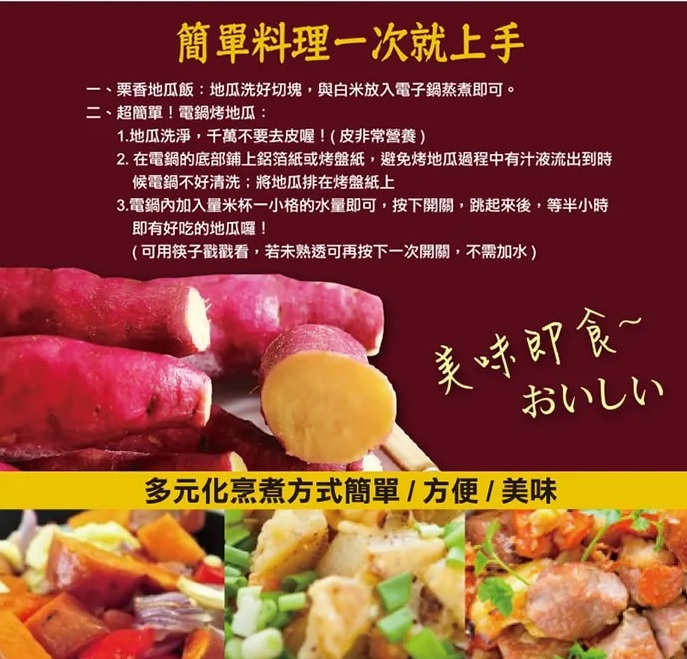 簡單料理一次就上手
一、栗香地瓜飯：地瓜洗好切塊，與白米放入電子鍋蒸煮即可。
二、超簡單！電鍋烤地瓜：
1.地瓜洗淨，千萬不要去皮喔！( 皮非常營養 )
2. 在電鍋的底部鋪上鋁箔紙或烤盤紙，避免烤地瓜過程中有汁液流出到時
候電鍋不好清洗；將地瓜排在烤盤紙上
3.電鍋內加入量米杯一小格的水量即可，按下開關，跳起來後，等半小時
即有好吃的地瓜囉！
( 可用筷子戳戳看，若未熟透可再按下一次開關，不需加水 )
美味即食~
おいしい
多元化烹煮方式簡單 / 方便 / 美味